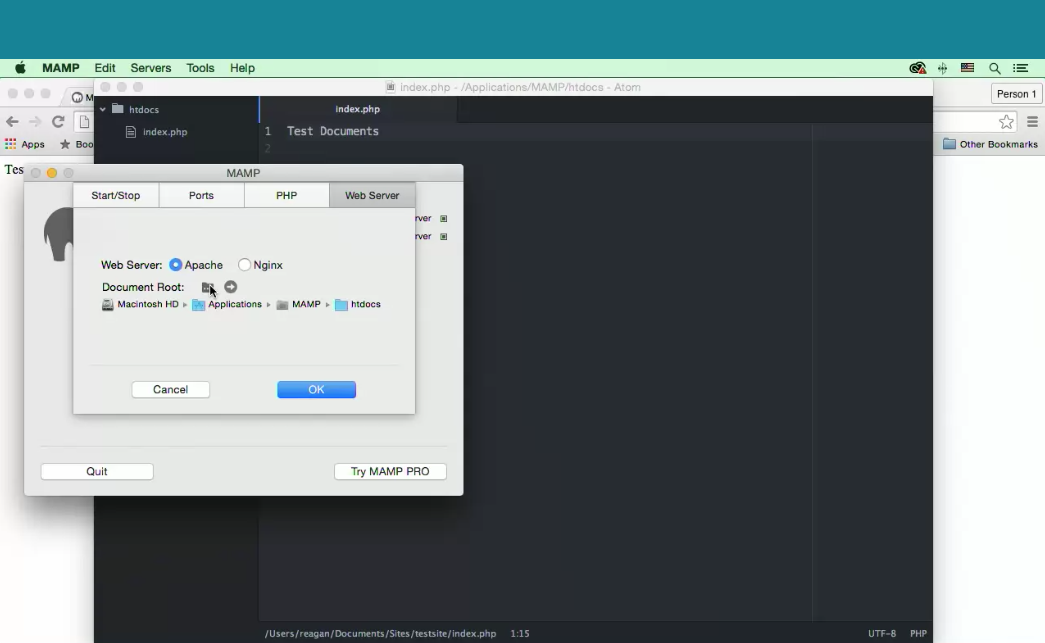 MAMP Edit Servers Tools Help
index.php - /Applications/MAMP/htdocs - Atom
M
Person 1
htdocs
index.php
index.php
1 Test Documents
2
Apps
Boo
Other Bookmarks
Tes
MAMP
Start/Stop Ports PHP Web Server
rver
rver
Web Server: Apache Nginx
Document Root:
Macintosh HD Applications MAMP htdocs
Cancel OK
Quit Try MAMP PRO
/Users/reagan/Documents/Sites/testsite/index.php 1:15 UTF-8 PHP